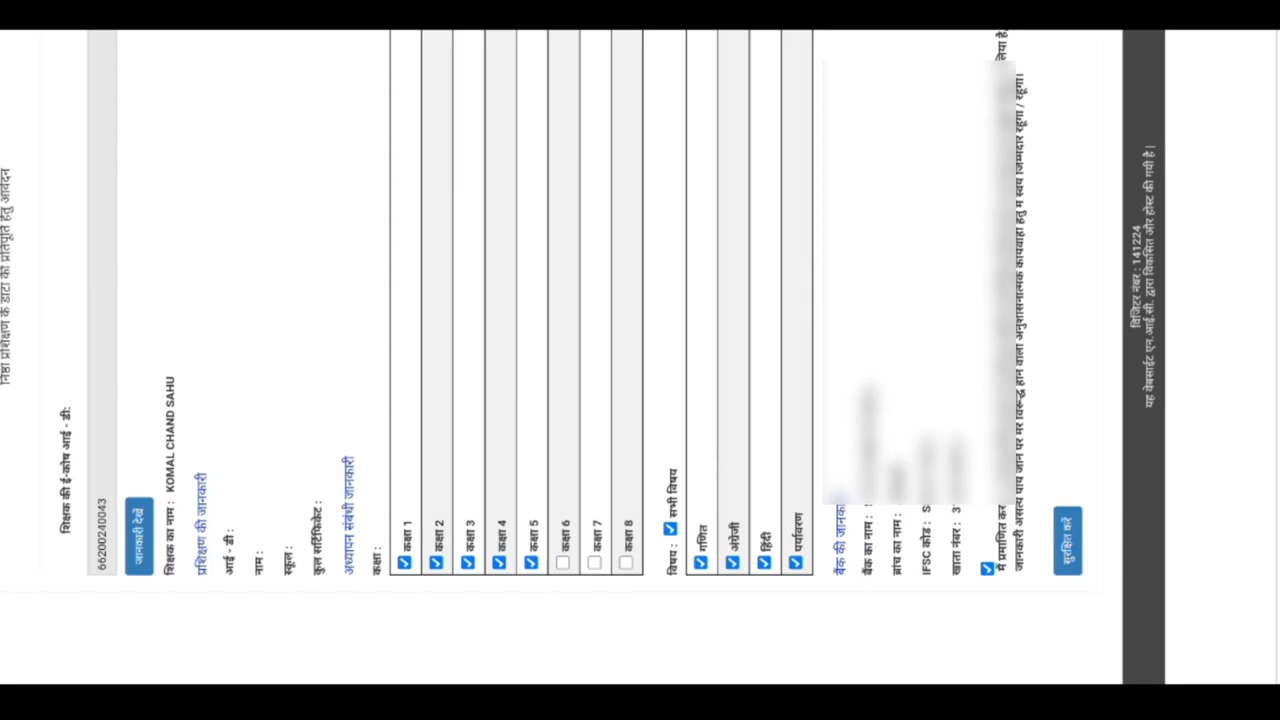 निष्ठा प्रशिक्षण के डाटा की प्रतिपूर्ति हेतु आवेदन
शिक्षक की ई-कोष आई - डी:
66200240043
जानकारी देखें
शिक्षक का नाम : KOMAL CHAND SAHU
प्रशिक्षण की जानकारी
आई - डी :
नाम :
स्कूल :
कुल सर्टिफिकेट :
अध्यापन संबंधी जानकारी
कक्षा :
कक्षा 1
कक्षा 2
कक्षा 3
कक्षा 4
कक्षा 5
कक्षा 6
कक्षा 7
कक्षा 8
विषय : सभी विषय
गणित
अंग्रेजी
हिंदी
पर्यावरण
बैंक की
बैंक का नाम :
ब्रांच का नाम :
IFSC कोड : S
खाता नंबर : 3
में प्रमाणित कर लिया है,
जानकारी असत्य पाये जाने पर मेरे विरुद्ध होने वाली अनुशासनात्मक कार्यवाही हेतु मैं स्वयं जिम्मेदार रहूँगा / रहूँगी।
सुरक्षित करें
विजिटर नंबर : 141224
यह वेबसाईट एन.आई.सी. द्वारा विकसित और होस्ट की गयी है।